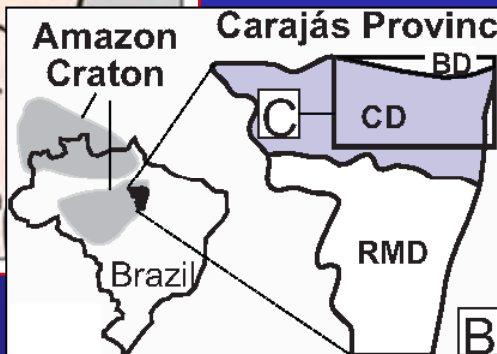 Carajás Provinc
Amazon
Craton
BD
C
CD
RMD
Brazil
B